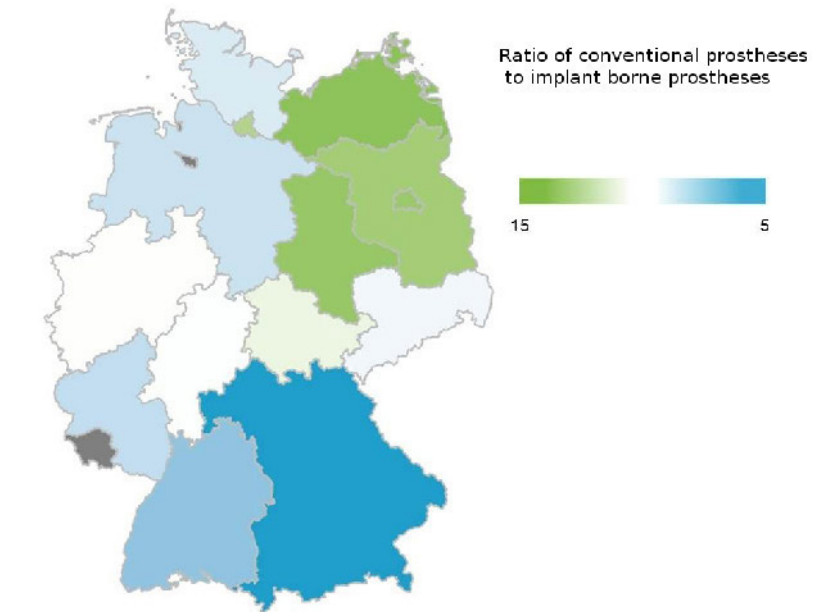 Ratio of conventional prostheses
to implant borne prostheses
15
5